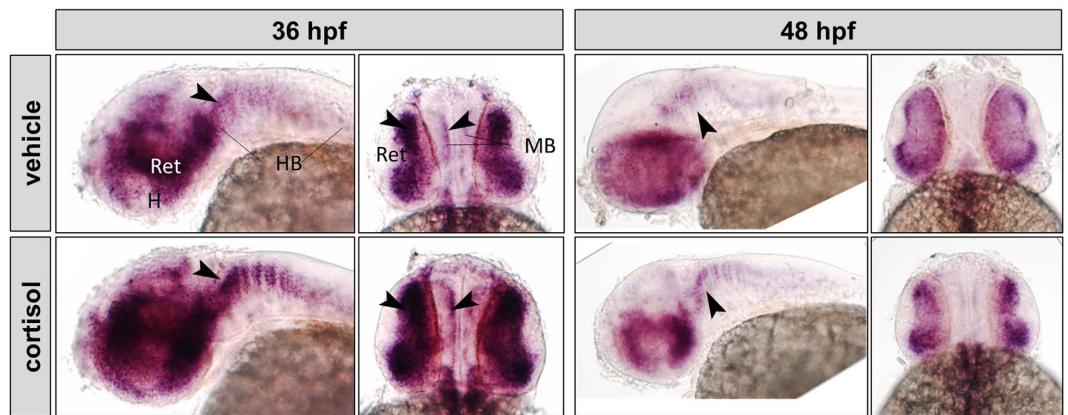 36 hpf
48 hpf
vehicle
Ret
H
HB
Ret
MB
cortisol